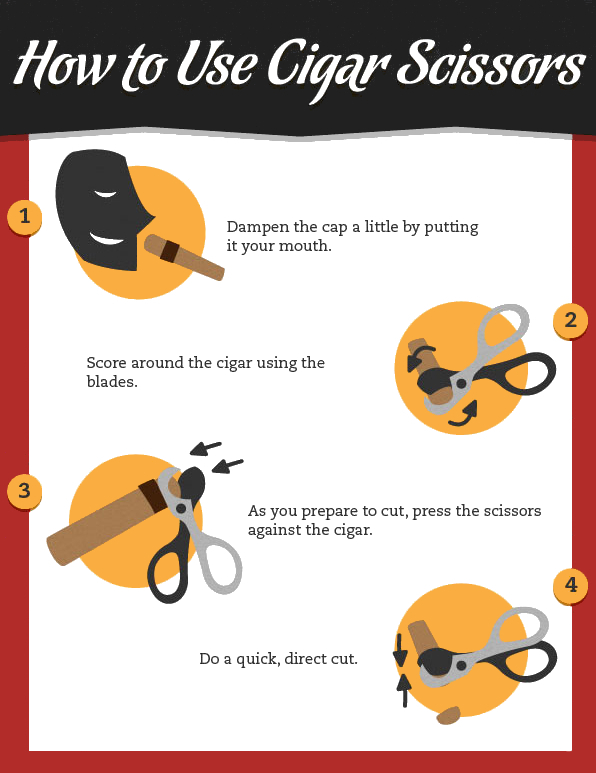 How to Use Cigar Scissors
1
Dampen the cap a little by putting
it your mouth.
2
Score around the cigar using the
blades.
3
As you prepare to cut, press the scissors
against the cigar.
4
Do a quick, direct cut.